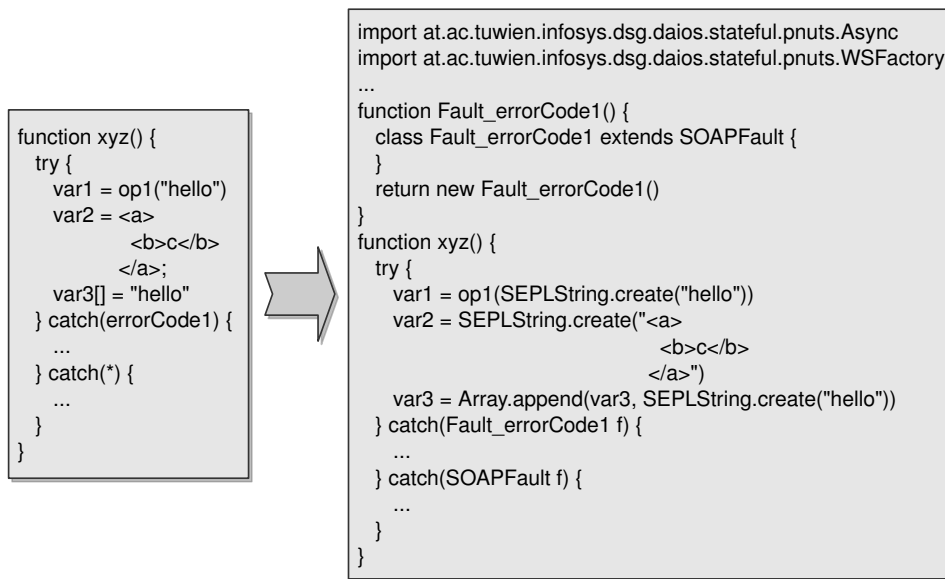 function xyz() {
try {
var1 = op1("hello")
var2 = <a>
<b>c</b>
</a>;
var3[] = "hello"
} catch(errorCode1) {
...
} catch(*) {
...
}
}
import at.ac.tuwien.infosys.dsg.daios.stateful.pnuts.Async
import at.ac.tuwien.infosys.dsg.daios.stateful.pnuts.WSFactory
...
function Fault_errorCode1() {
class Fault_errorCode1 extends SOAPFault {
}
return new Fault_errorCode1()
}
function xyz() {
try {
var1 = op1(SEPLString.create("hello"))
var2 = SEPLString.create("<a>
<b>c</b>
</a>")
var3 = Array.append(var3, SEPLString.create("hello"))
} catch(Fault_errorCode1 f) {
...
} catch(SOAPFault f) {
...
}
}